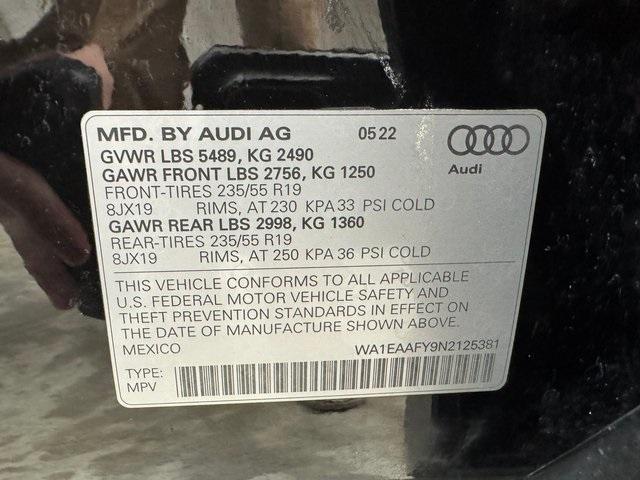 MFD. BY AUDI AG 05 22
GVWR LBS 5489, KG 2490
GAWR FRONT LBS 2756, KG 1250
FRONT-TIRES 235/55 R19
8JX19 RIMS, AT 230 KPA 33 PSI COLD
GAWR REAR LBS 2998, KG 1360
REAR-TIRES 235/55 R19
8JX19 RIMS, AT 250 KPA 36 PSI COLD
Audi
THIS VEHICLE CONFORMS TO ALL APPLICABLE
U.S. FEDERAL MOTOR VEHICLE SAFETY AND
THEFT PREVENTION STANDARDS IN EFFECT ON
THE DATE OF MANUFACTURE SHOWN ABOVE.
MEXICO WA1EAAFY9N2125381
TYPE:
MPV